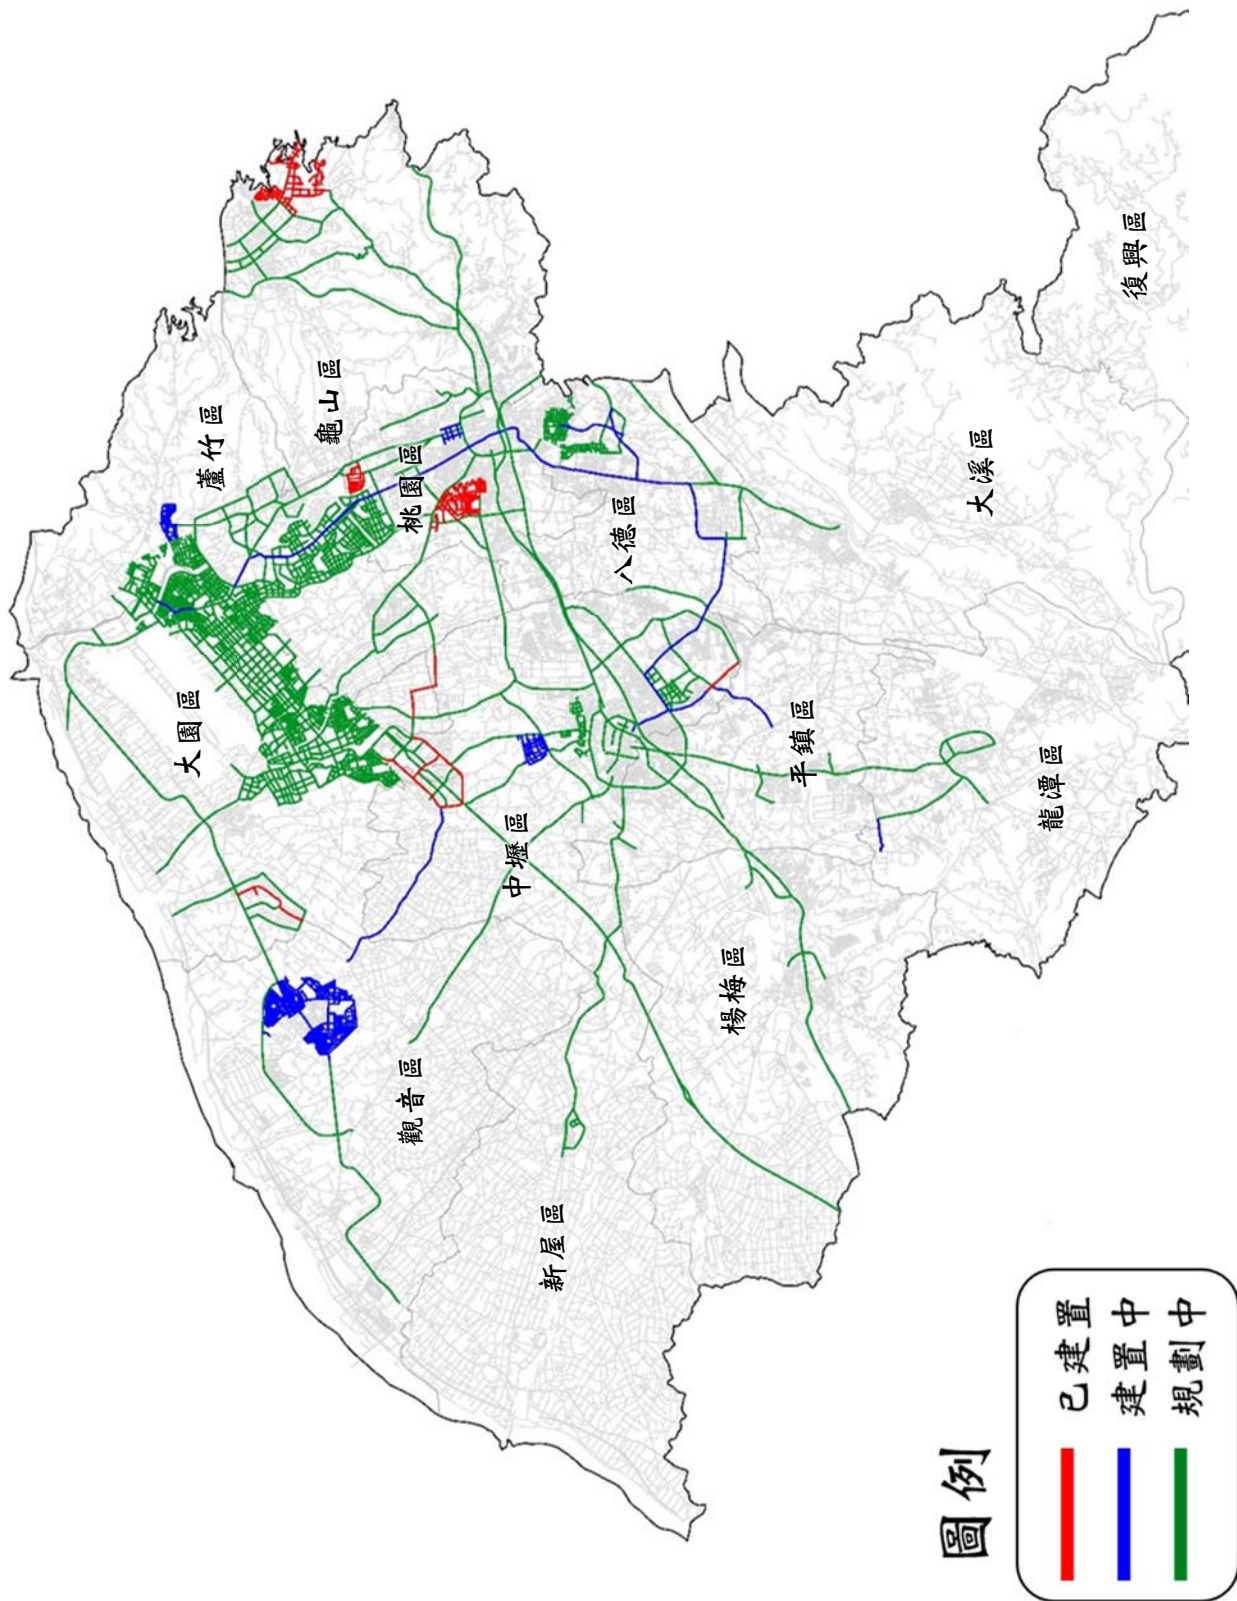 蘆竹區
龜山區
大園區
桃園區
八德區
中壢區
平鎮區
大溪區
復興區
觀音區
新屋區
楊梅區
龍潭區
圖例
已建置
建置中
規劃中